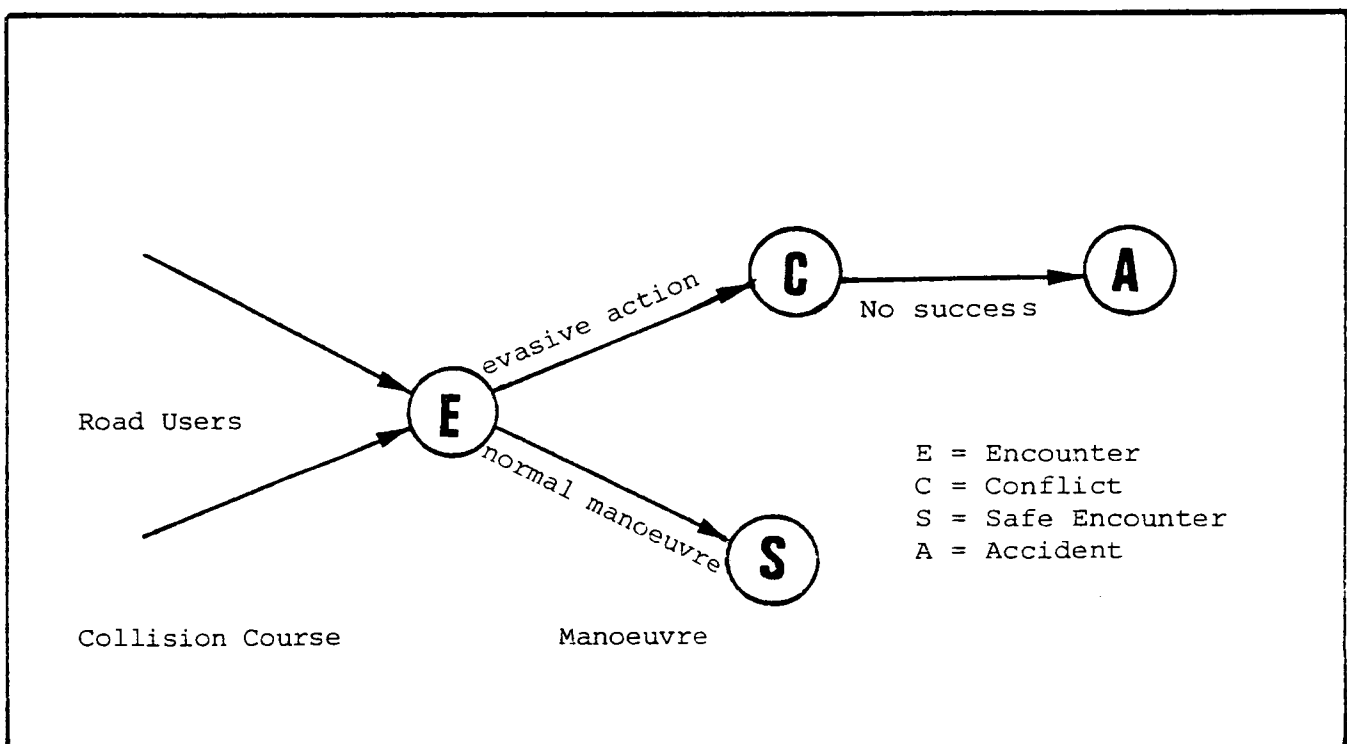 C
A
evasive action
No success
E
Road Users
normal manoeuvre
E = Encounter
C = Conflict
S = Safe Encounter
A = Accident
S
Collision Course
Manoeuvre